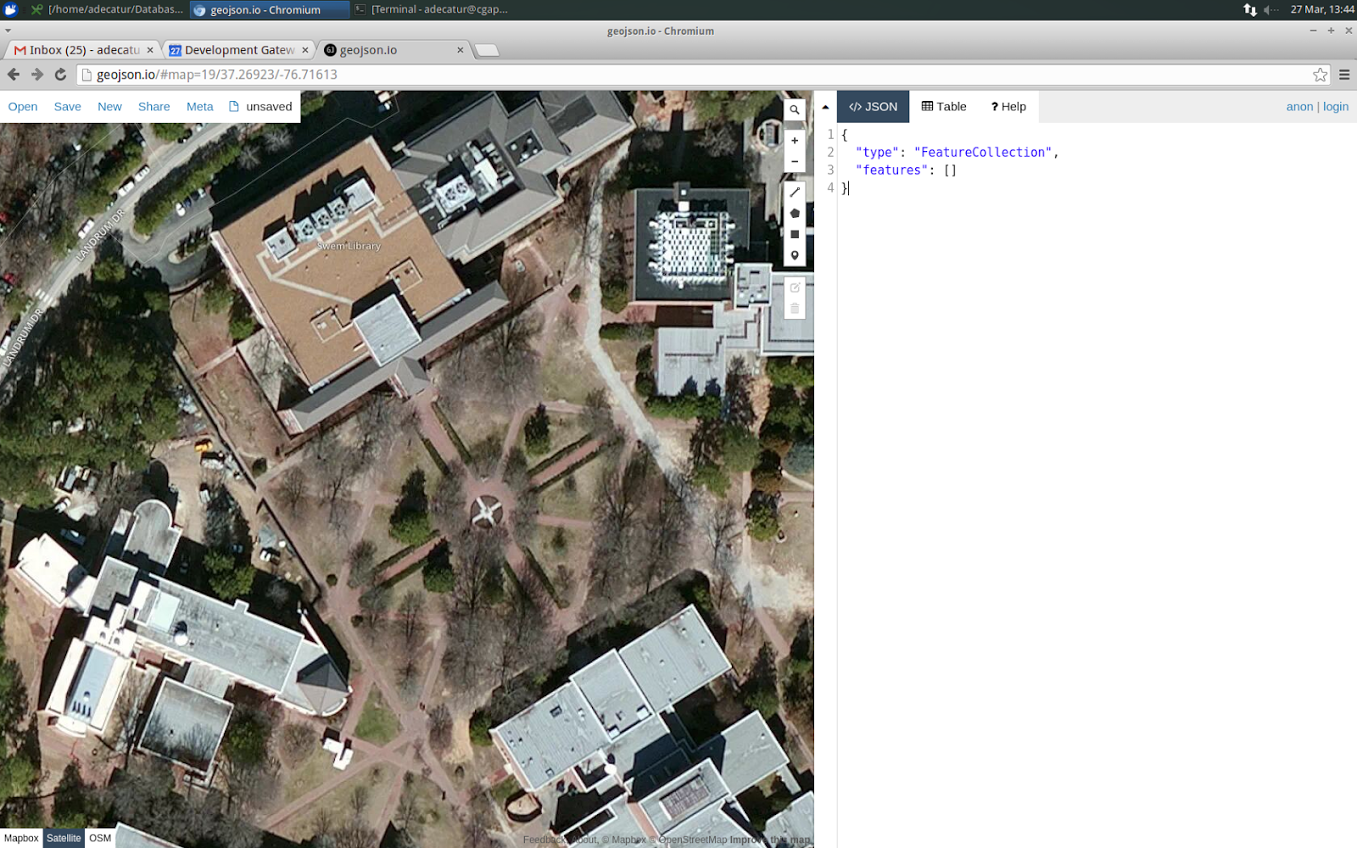 [/home/adecatur/Databas...
geojson.io - Chromium
[Terminal - adecatur@cgap...
27 Mar, 13:44
geojson.io - Chromium
Inbox (25) - adecatu
27 Development Gatew
geojson.io
geojson.io/#map=19/37.26923/-76.71613
Open Save New Share Meta unsaved
</> JSON Table ? Help anon | login
1 {
2 "type": "FeatureCollection",
3 "features": []
4 }
LANDRUM DR
Swem Library
LANDRUM DR
+
−
Mapbox Satellite OSM
Feedback About, © Mapbox © OpenStreetMap Improve this map